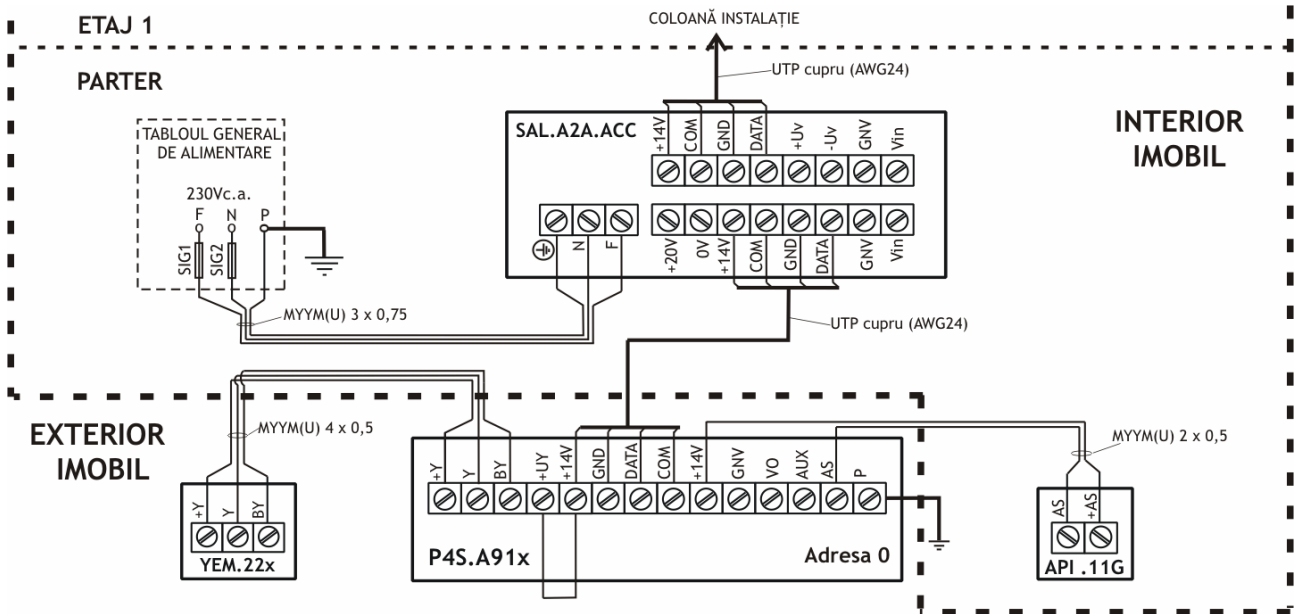 COLOANĂ INSTALAȚIE
ETAJ 1
PARTER
UTP cupru (AWG24)
INTERIOR
IMOBIL
TABLOUL GENERAL
DE ALIMENTARE
230Vc.a.
F N P
SIG1 SIG2
MYYM(U) 3 x 0,75
SAL.A2A.ACC
+14V COM GND DATA +Uv -Uv GNV Vin
N F
+20V 0V +14V COM GND DATA GNV Vin
UTP cupru (AWG24)
EXTERIOR
IMOBIL
MYYM(U) 4 x 0,5
+Y Y BY
YEM.22x
+Y Y BY +UY +14V GND DATA COM +14V GNV VO AUX AS P
P4S.A91x
Adresa 0
MYYM(U) 2 x 0,5
AS +AS
API .11G